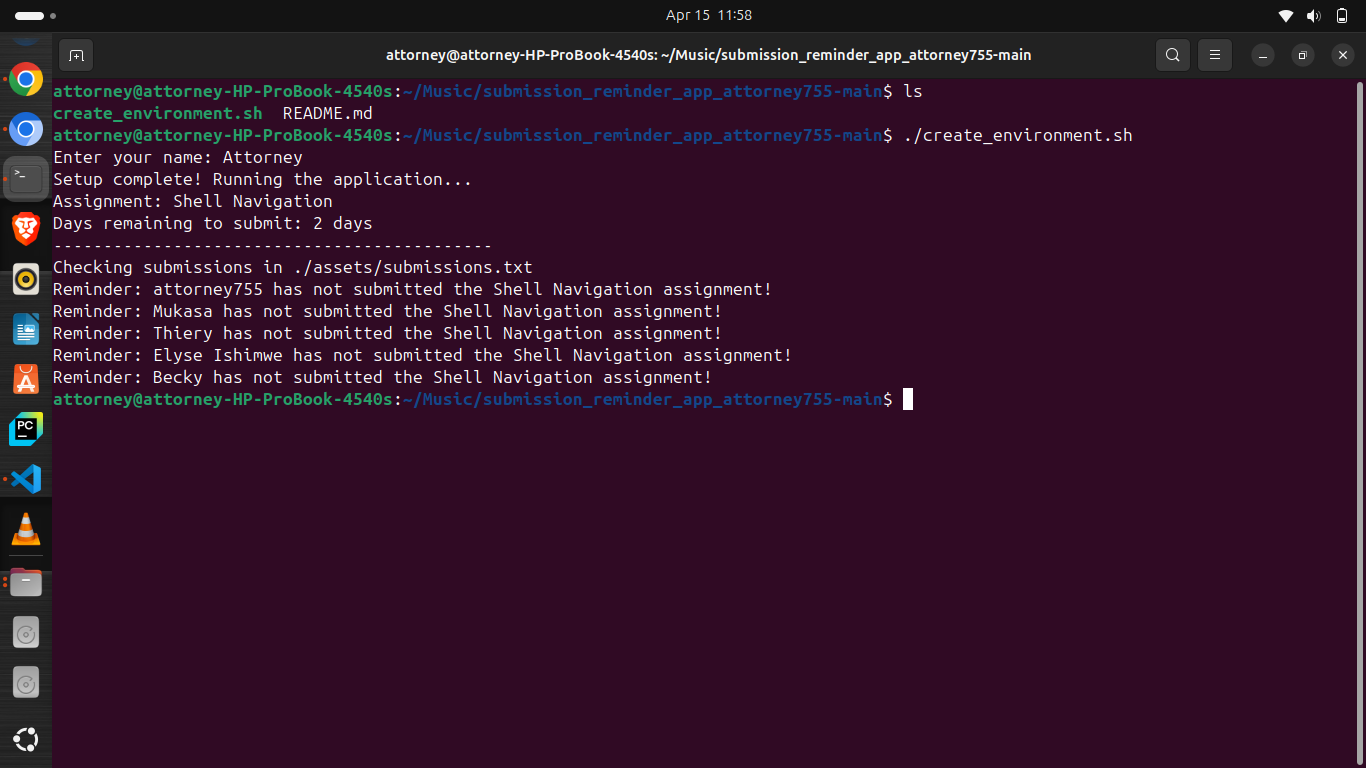 Apr 15 11:58
attorney@attorney-HP-ProBook-4540s: ~/Music/submission_reminder_app_attorney755-main
attorney@attorney-HP-ProBook-4540s:~/Music/submission_reminder_app_attorney755-main$ ls
create_environment.sh  README.md
attorney@attorney-HP-ProBook-4540s:~/Music/submission_reminder_app_attorney755-main$ ./create_environment.sh
Enter your name: Attorney
Setup complete! Running the application...
Assignment: Shell Navigation
Days remaining to submit: 2 days
--------------------------------------------
Checking submissions in ./assets/submissions.txt
Reminder: attorney755 has not submitted the Shell Navigation assignment!
Reminder: Mukasa has not submitted the Shell Navigation assignment!
Reminder: Thiery has not submitted the Shell Navigation assignment!
Reminder: Elyse Ishimwe has not submitted the Shell Navigation assignment!
Reminder: Becky has not submitted the Shell Navigation assignment!
attorney@attorney-HP-ProBook-4540s:~/Music/submission_reminder_app_attorney755-main$
PC